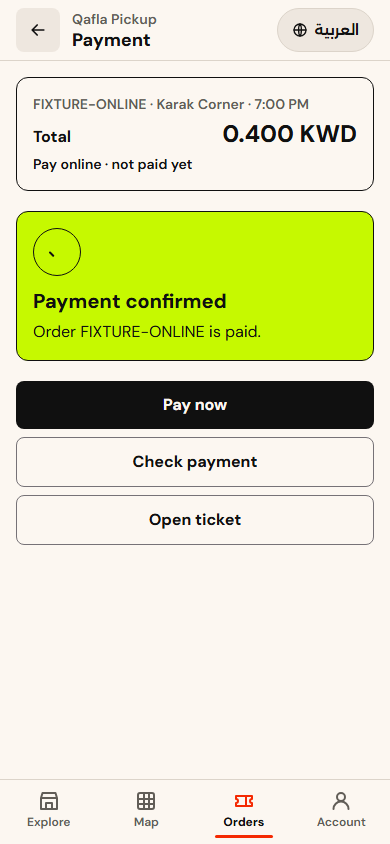 Qafla Pickup
Payment
العربية
FIXTURE-ONLINE · Karak Corner · 7:00 PM
Total 0.400 KWD
Pay online · not paid yet
Payment confirmed
Order FIXTURE-ONLINE is paid.
Pay now
Check payment
Open ticket
Explore Map Orders Account